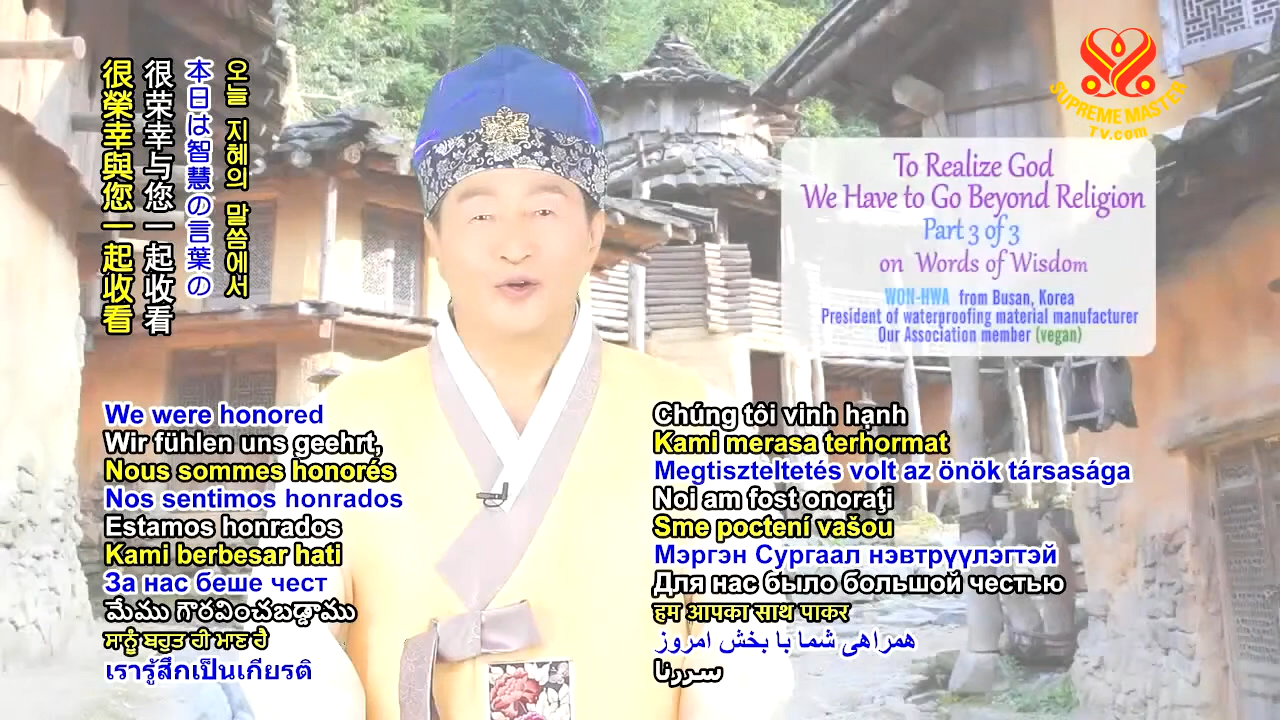 很榮幸與您一起收看
很荣幸与您一起收看
本日は智慧の言葉の
오늘 지혜의 말씀에서
SUPREME MASTER
TV.com
To Realize God
We Have to Go Beyond Religion
Part 3 of 3
on Words of Wisdom
WON-HWA from Busan, Korea
President of waterproofing material manufacturer
Our Association member (vegan)
We were honored
Wir fühlen uns geehrt,
Nous sommes honorés
Nos sentimos honrados
Estamos honrados
Kami berbesar hati
За нас беше чест
మేము గౌరవించబడ్డాము
ਸਾਨੂੰ ਬਹੁਤ ਹੀ ਮਾਣ ਹੈ
เรารู้สึกเป็นเกียรติ
Chúng tôi vinh hạnh
Kami merasa terhormat
Megtiszteltetés volt az önök társasága
Noi am fost onoraţi
Sme poctení vašou
Мэргэн Сургаал нэвтрүүлэгтэй
Для нас было большой честью
हम आपका साथ पाकर
همراهی شما با بخش امروز
سررنا